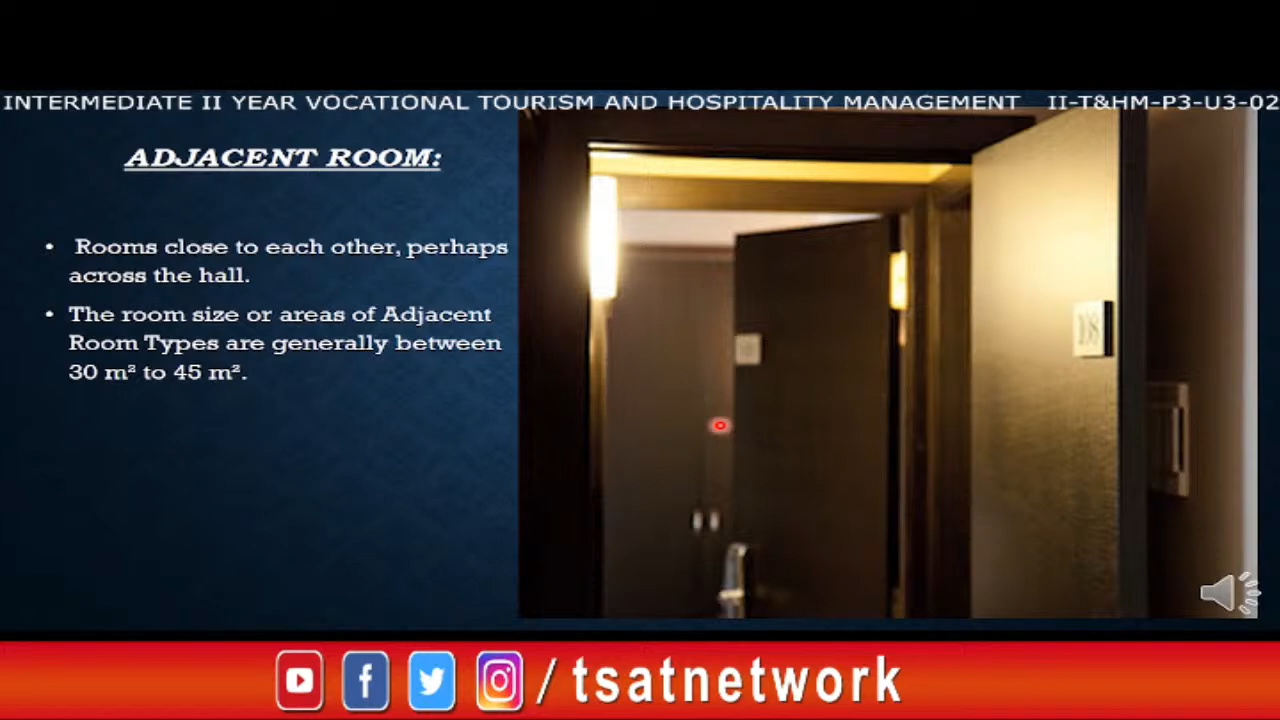 INTERMEDIATE II YEAR VOCATIONAL TOURISM AND HOSPITALITY MANAGEMENT II-T&HM-P3-U3-02
ADJACENT ROOM:
• Rooms close to each other, perhaps
across the hall.
• The room size or areas of Adjacent
Room Types are generally between
30 m² to 45 m².
/ tsatnetwork